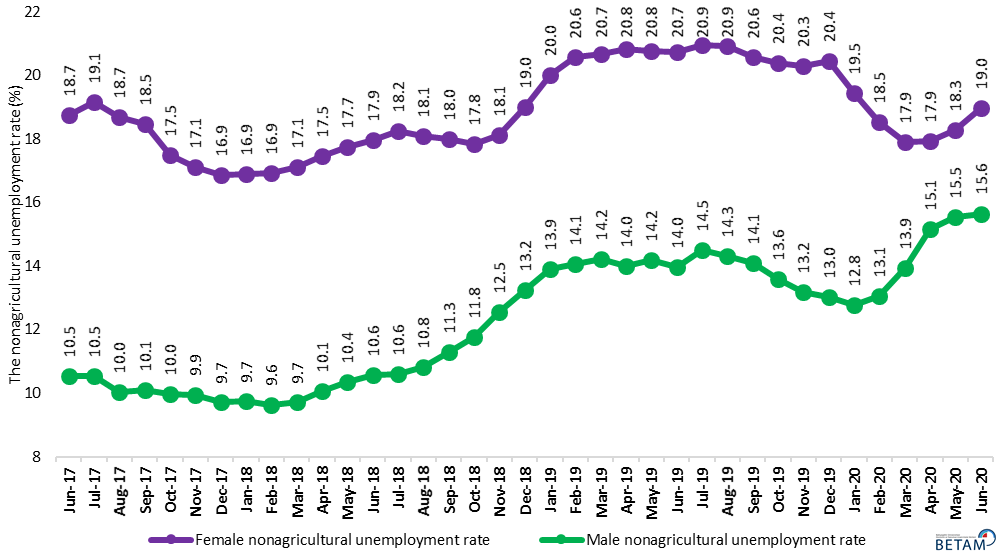 The nonagricultural unemployment rate (%)
22
20
18
16
14
12
10
8
18.7 19.1 18.7 18.5 17.5 17.1 16.9 16.9 16.9 17.1 17.5 17.7 17.9 18.2 18.1 18.0 17.8 18.1 19.0 20.0 20.6 20.7 20.8 20.8 20.7 20.9 20.9 20.6 20.4 20.3 20.4 19.5 18.5 17.9 17.9 18.3 19.0
10.5 10.5 10.0 10.1 10.0 9.9 9.7 9.7 9.6 9.7 10.1 10.4 10.6 10.6 10.8 11.3 11.8 12.5 13.2 13.9 14.1 14.2 14.0 14.2 14.0 14.5 14.3 14.1 13.6 13.2 13.0 12.8 13.1 13.9 15.1 15.5 15.6
Jun-17 Jul-17 Aug-17 Sep-17 Oct-17 Nov-17 Dec-17 Jan-18 Feb-18 Mar-18 Apr-18 May-18 Jun-18 Jul-18 Aug-18 Sep-18 Oct-18 Nov-18 Dec-18 Jan-19 Feb-19 Mar-19 Apr-19 May-19 Jun-19 Jul-19 Aug-19 Sep-19 Oct-19 Nov-19 Dec-19 Jan-20 Feb-20 Mar-20 Apr-20 May-20 Jun-20
Female nonagricultural unemployment rate Male nonagricultural unemployment rate
BETAM